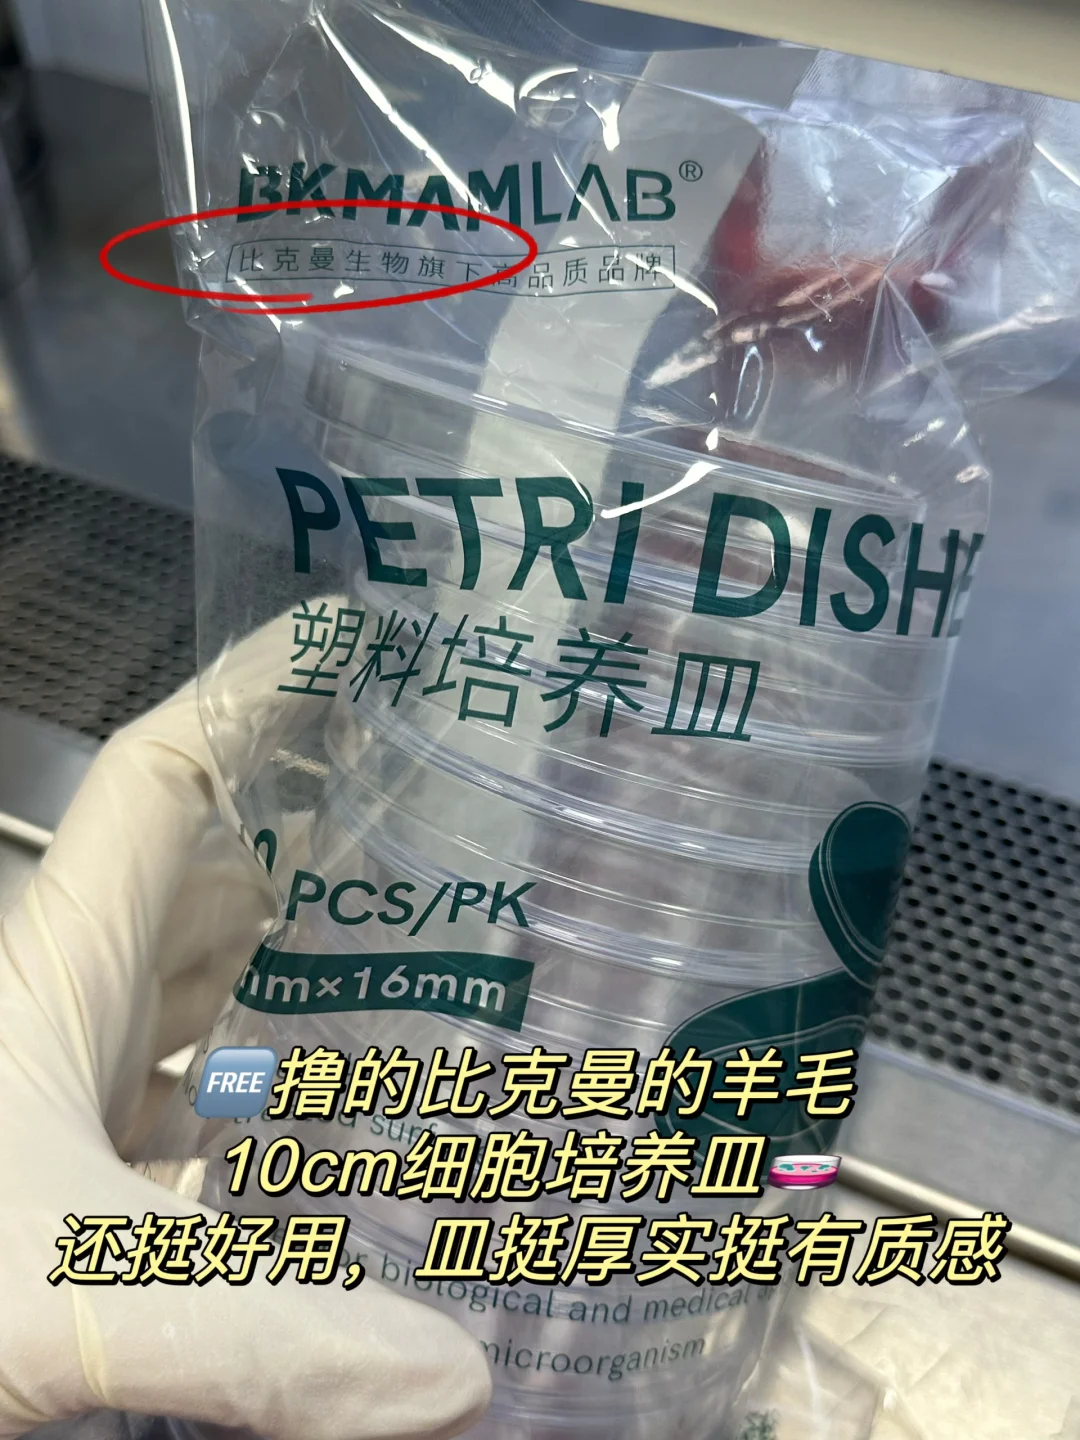 BKMAMLAB®
比克曼生物旗下高品质品牌
PETRI DISHE
塑料培养皿
PCS/PK
mm×16mm
FREE撸的比克曼的羊毛
10cm细胞培养皿🧫
还挺好用，皿挺厚实挺有质感
or biological and medical
microorganism